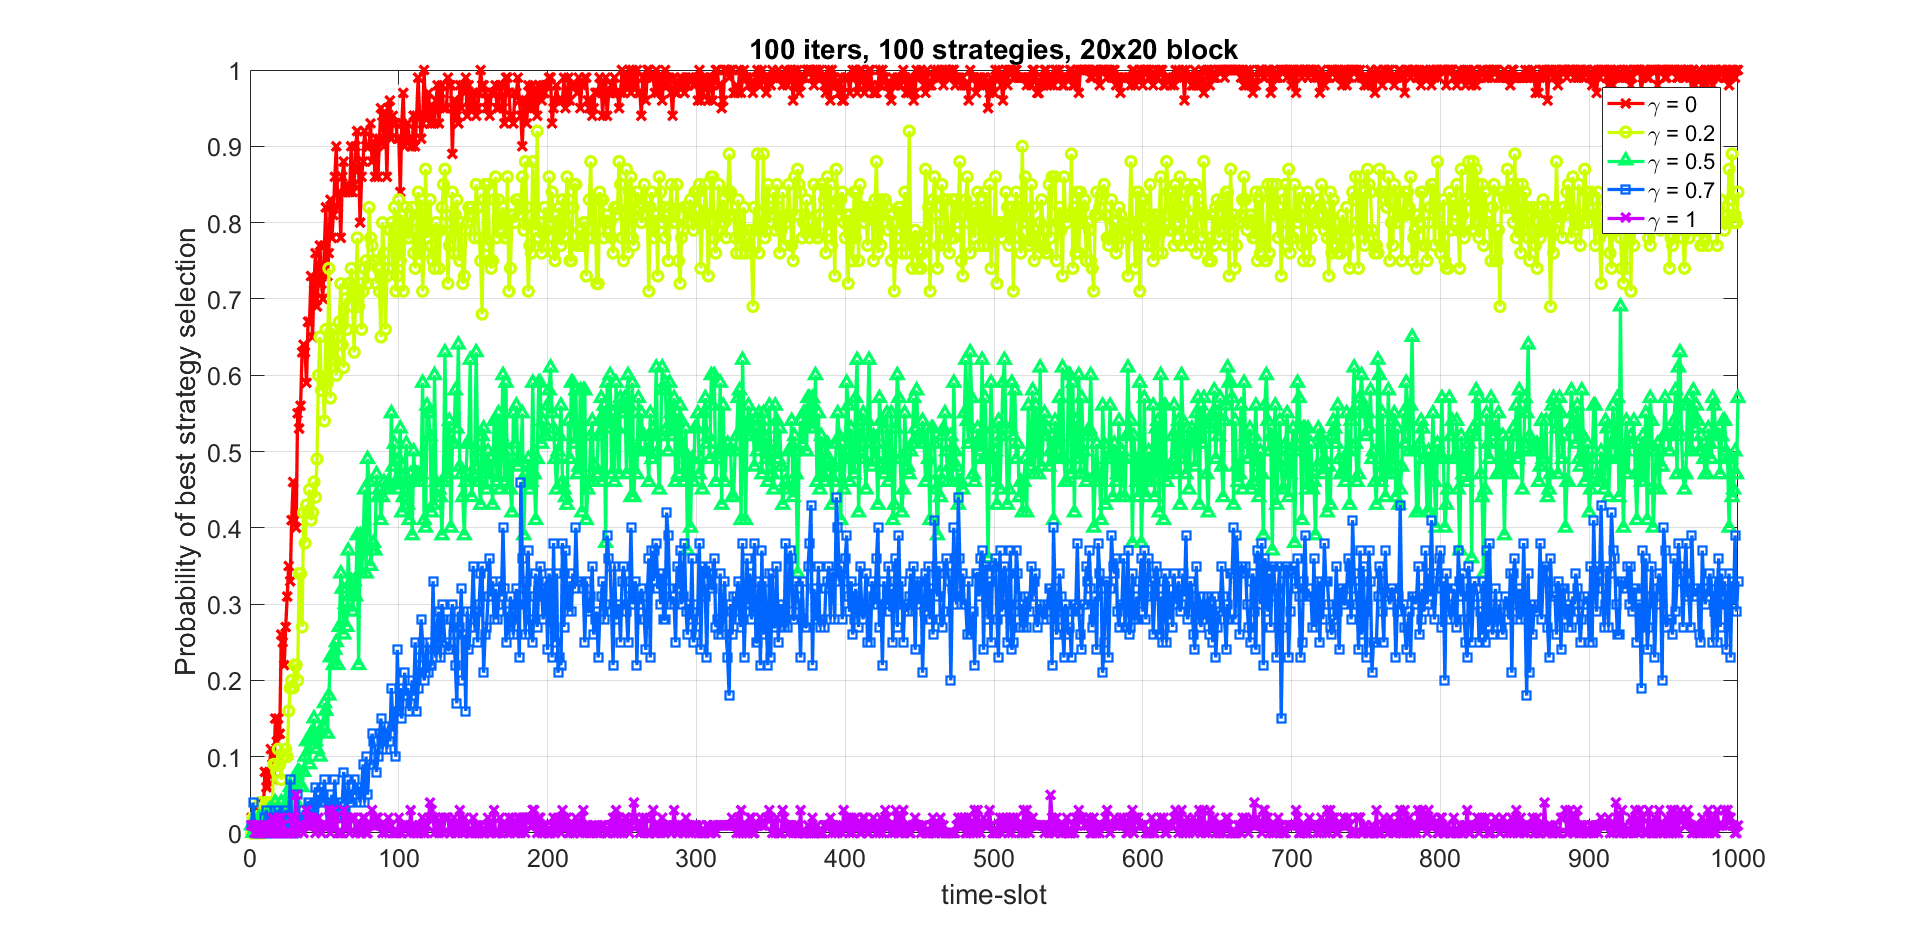 100 iters, 100 strategies, 20x20 block
Probability of best strategy selection
1
0.9
0.8
0.7
0.6
0.5
0.4
0.3
0.2
0.1
0
0 100 200 300 400 500 600 700 800 900 1000
time-slot
γ = 0
γ = 0.2
γ = 0.5
γ = 0.7
γ = 1